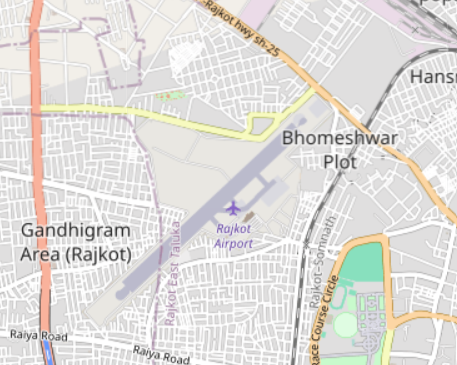 -Rajkot hwy sh-25
Hans
Bhomeshwar
Plot
Rajkot
Airport
Gandhigram
Area (Rajkot)
Rajkot East Taluka
Rajkot-Somnath
Race Course Circle
Raiya Road
Raiya Road